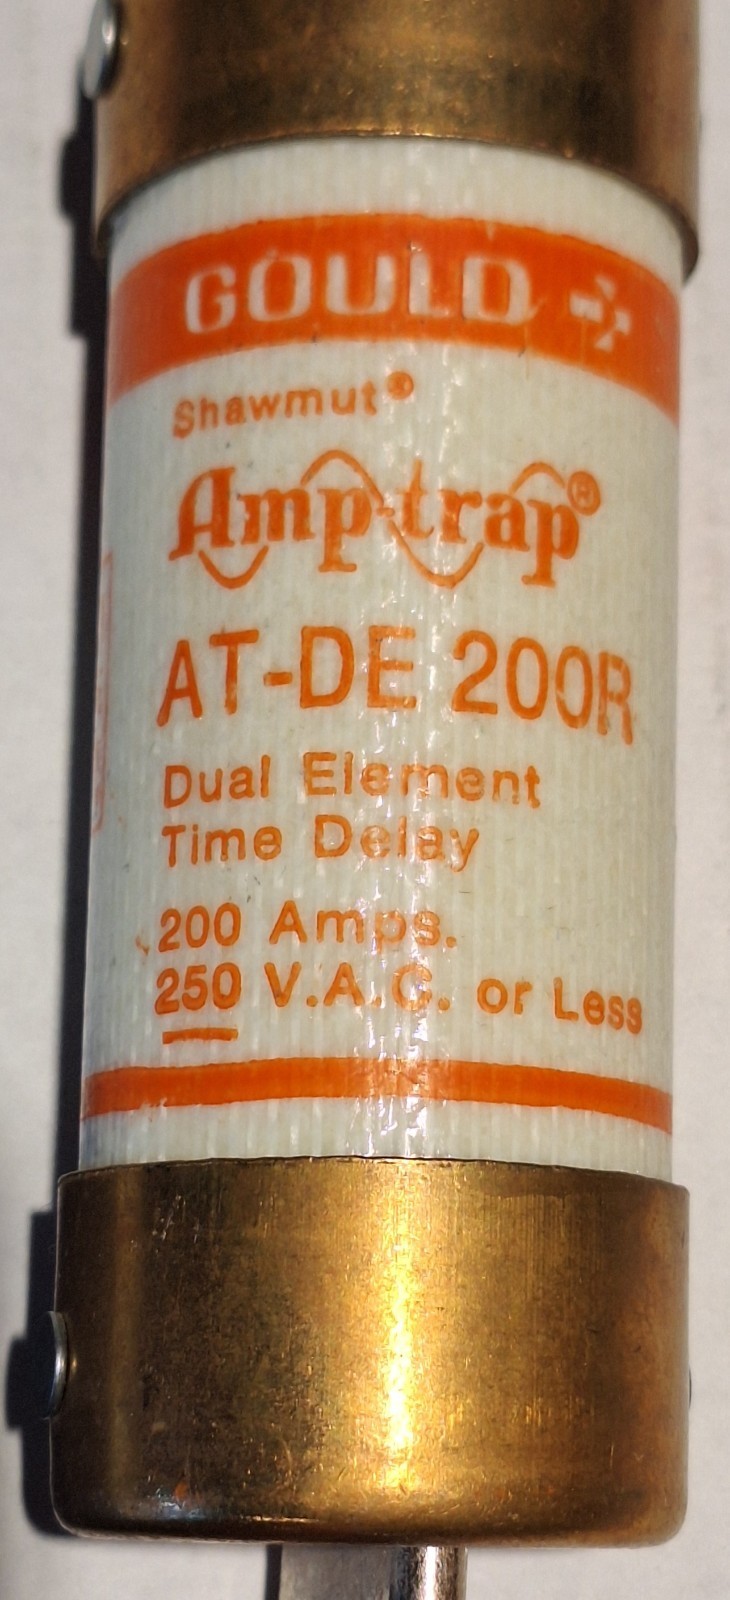 GOULD
Shawmut®
Amp-trap®
AT-DE 200R
Dual Element
Time Delay
200 Amps.
250 V.A.C. or Less